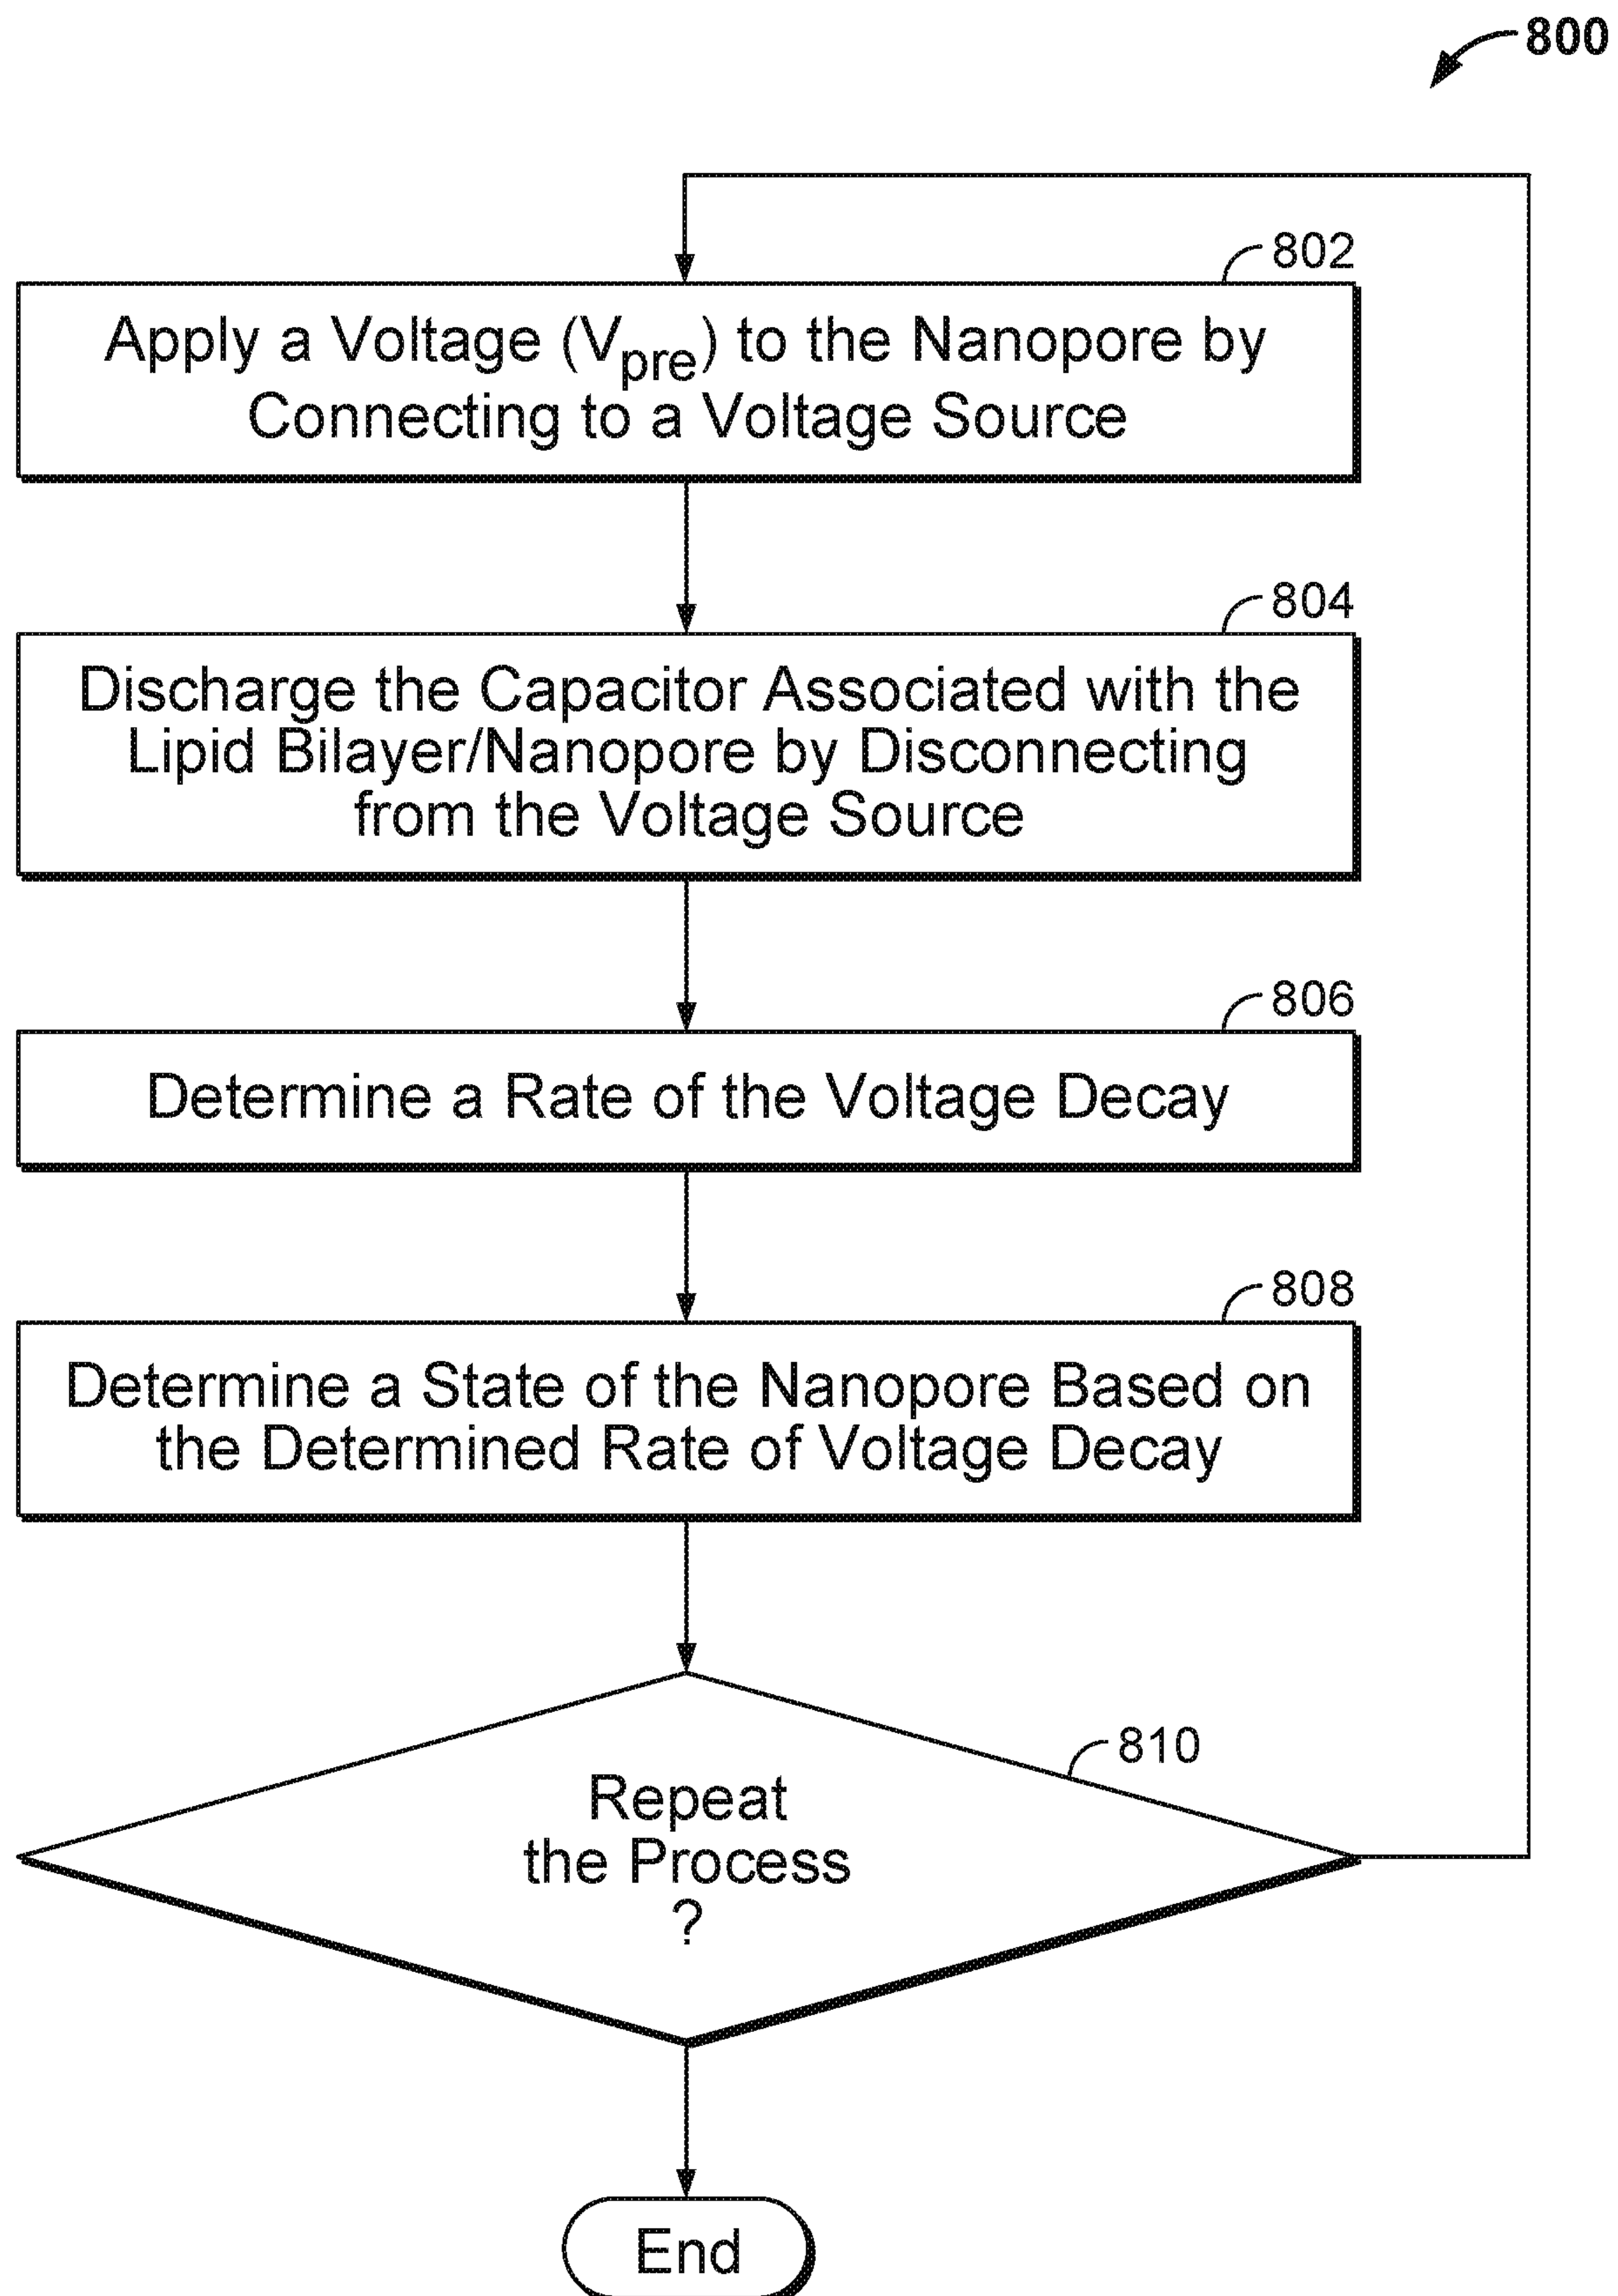 800
802
Apply a Voltage (Vpre) to the Nanopore by
Connecting to a Voltage Source
804
Discharge the Capacitor Associated with the
Lipid Bilayer/Nanopore by Disconnecting
from the Voltage Source
806
Determine a Rate of the Voltage Decay
808
Determine a State of the Nanopore Based on
the Determined Rate of Voltage Decay
810
Repeat
the Process
?
End